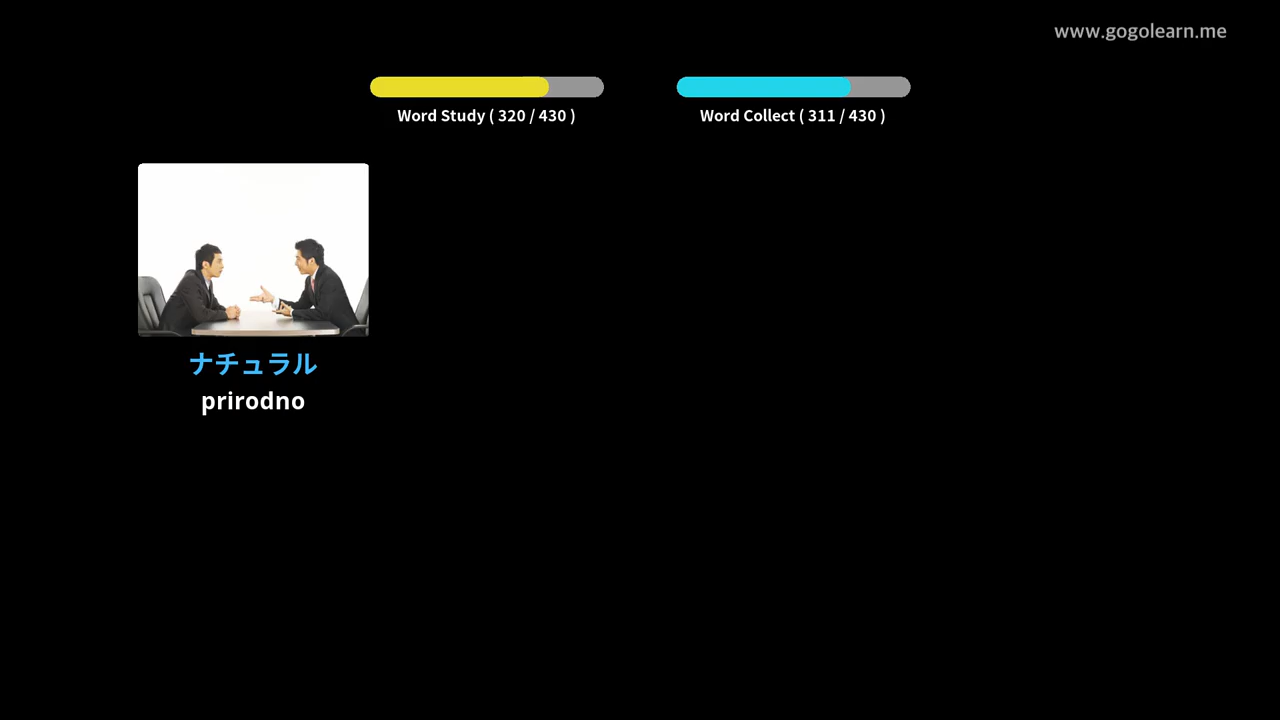 www.gogolearn.me
Word Study ( 320 / 430 )
Word Collect ( 311 / 430 )
ナチュラル
prirodno